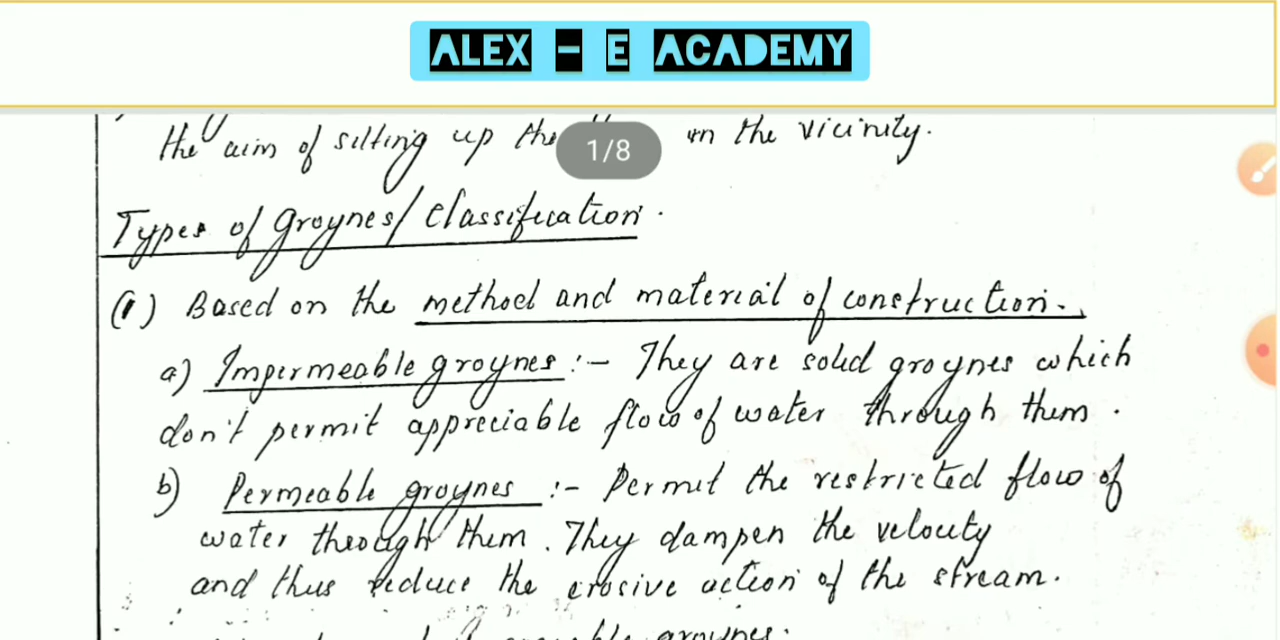 ALEX - E ACADEMY
the aim of silting up the in the vicinity.
1/8
Types of groynes/ Classification.
(1) Based on the method and material of construction.
a) Impermeable groynes :- They are solid groynes which
don't permit appreciable flow of water through them.
b) Permeable groynes :- Permit the restricted flow of
water through them. They dampen the velocity
and thus reduce the erosive action of the stream.
groynes.